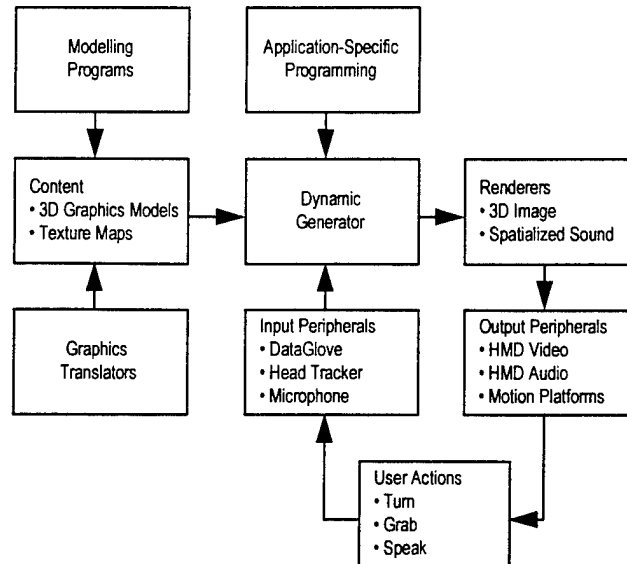 Modelling
Programs
Application-Specific
Programming
Content
• 3D Graphics Models
• Texture Maps
Dynamic
Generator
Renderers
• 3D Image
• Spatialized Sound
Graphics
Translators
Input Peripherals
• DataGlove
• Head Tracker
• Microphone
Output Peripherals
• HMD Video
• HMD Audio
• Motion Platforms
User Actions
• Turn
• Grab
• Speak